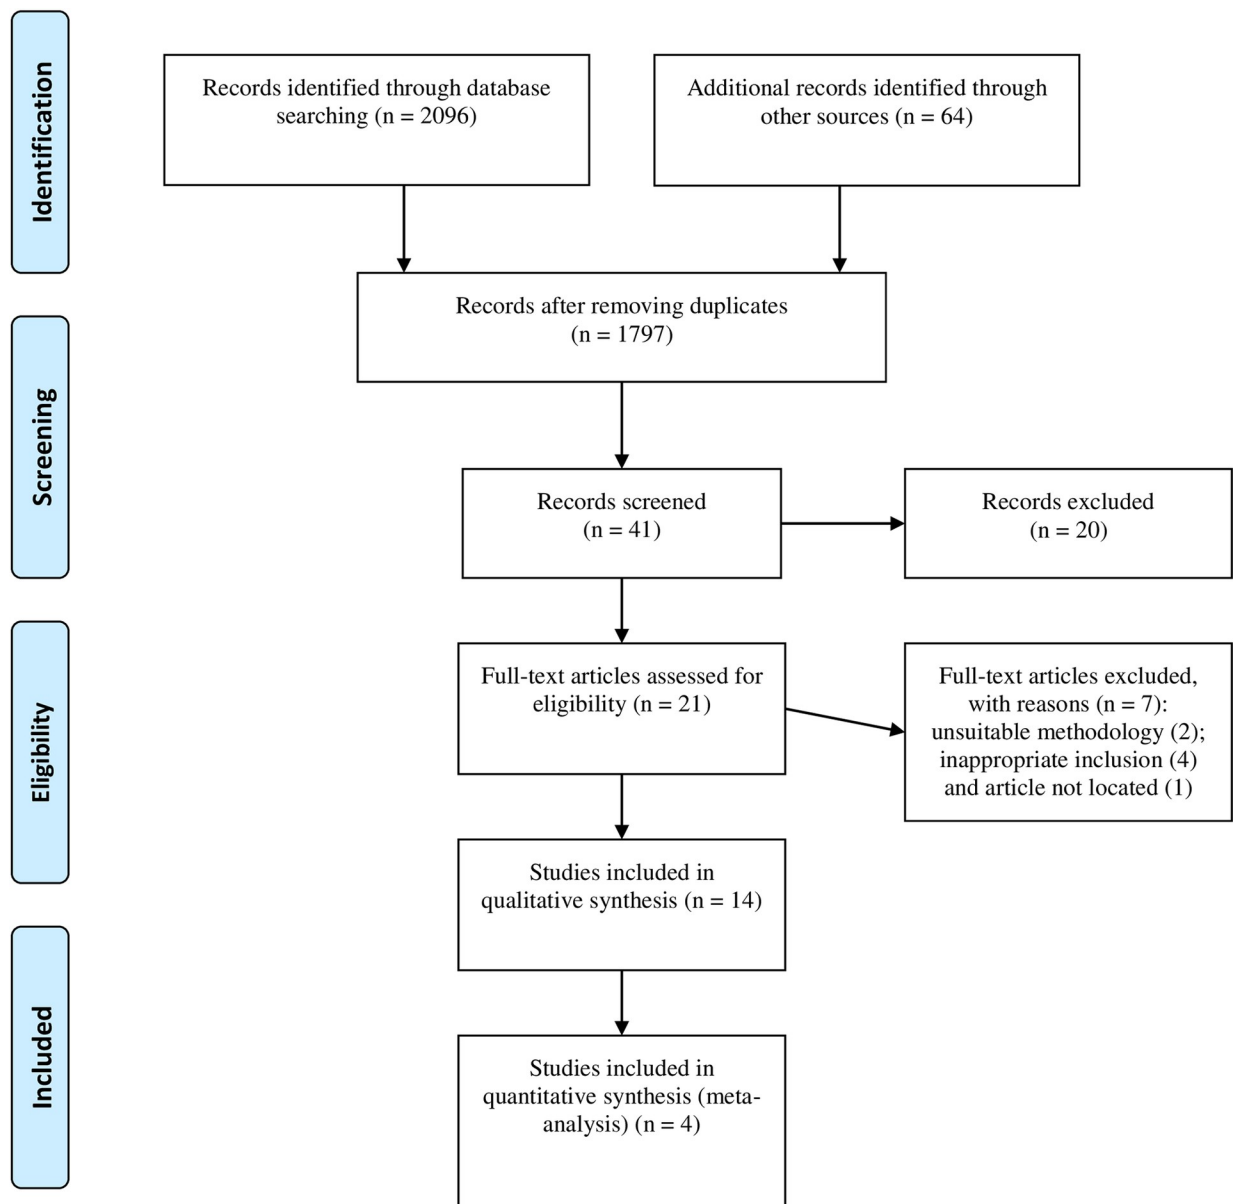 Identification
Records identified through database
searching (n = 2096)
Additional records identified through
other sources (n = 64)
Records after removing duplicates
(n = 1797)
Screening
Records screened
(n = 41)
Records excluded
(n = 20)
Eligibility
Full-text articles assessed for
eligibility (n = 21)
Full-text articles excluded,
with reasons (n = 7):
unsuitable methodology (2);
inappropriate inclusion (4)
and article not located (1)
Studies included in
qualitative synthesis (n = 14)
Included
Studies included in
quantitative synthesis (meta-
analysis) (n = 4)